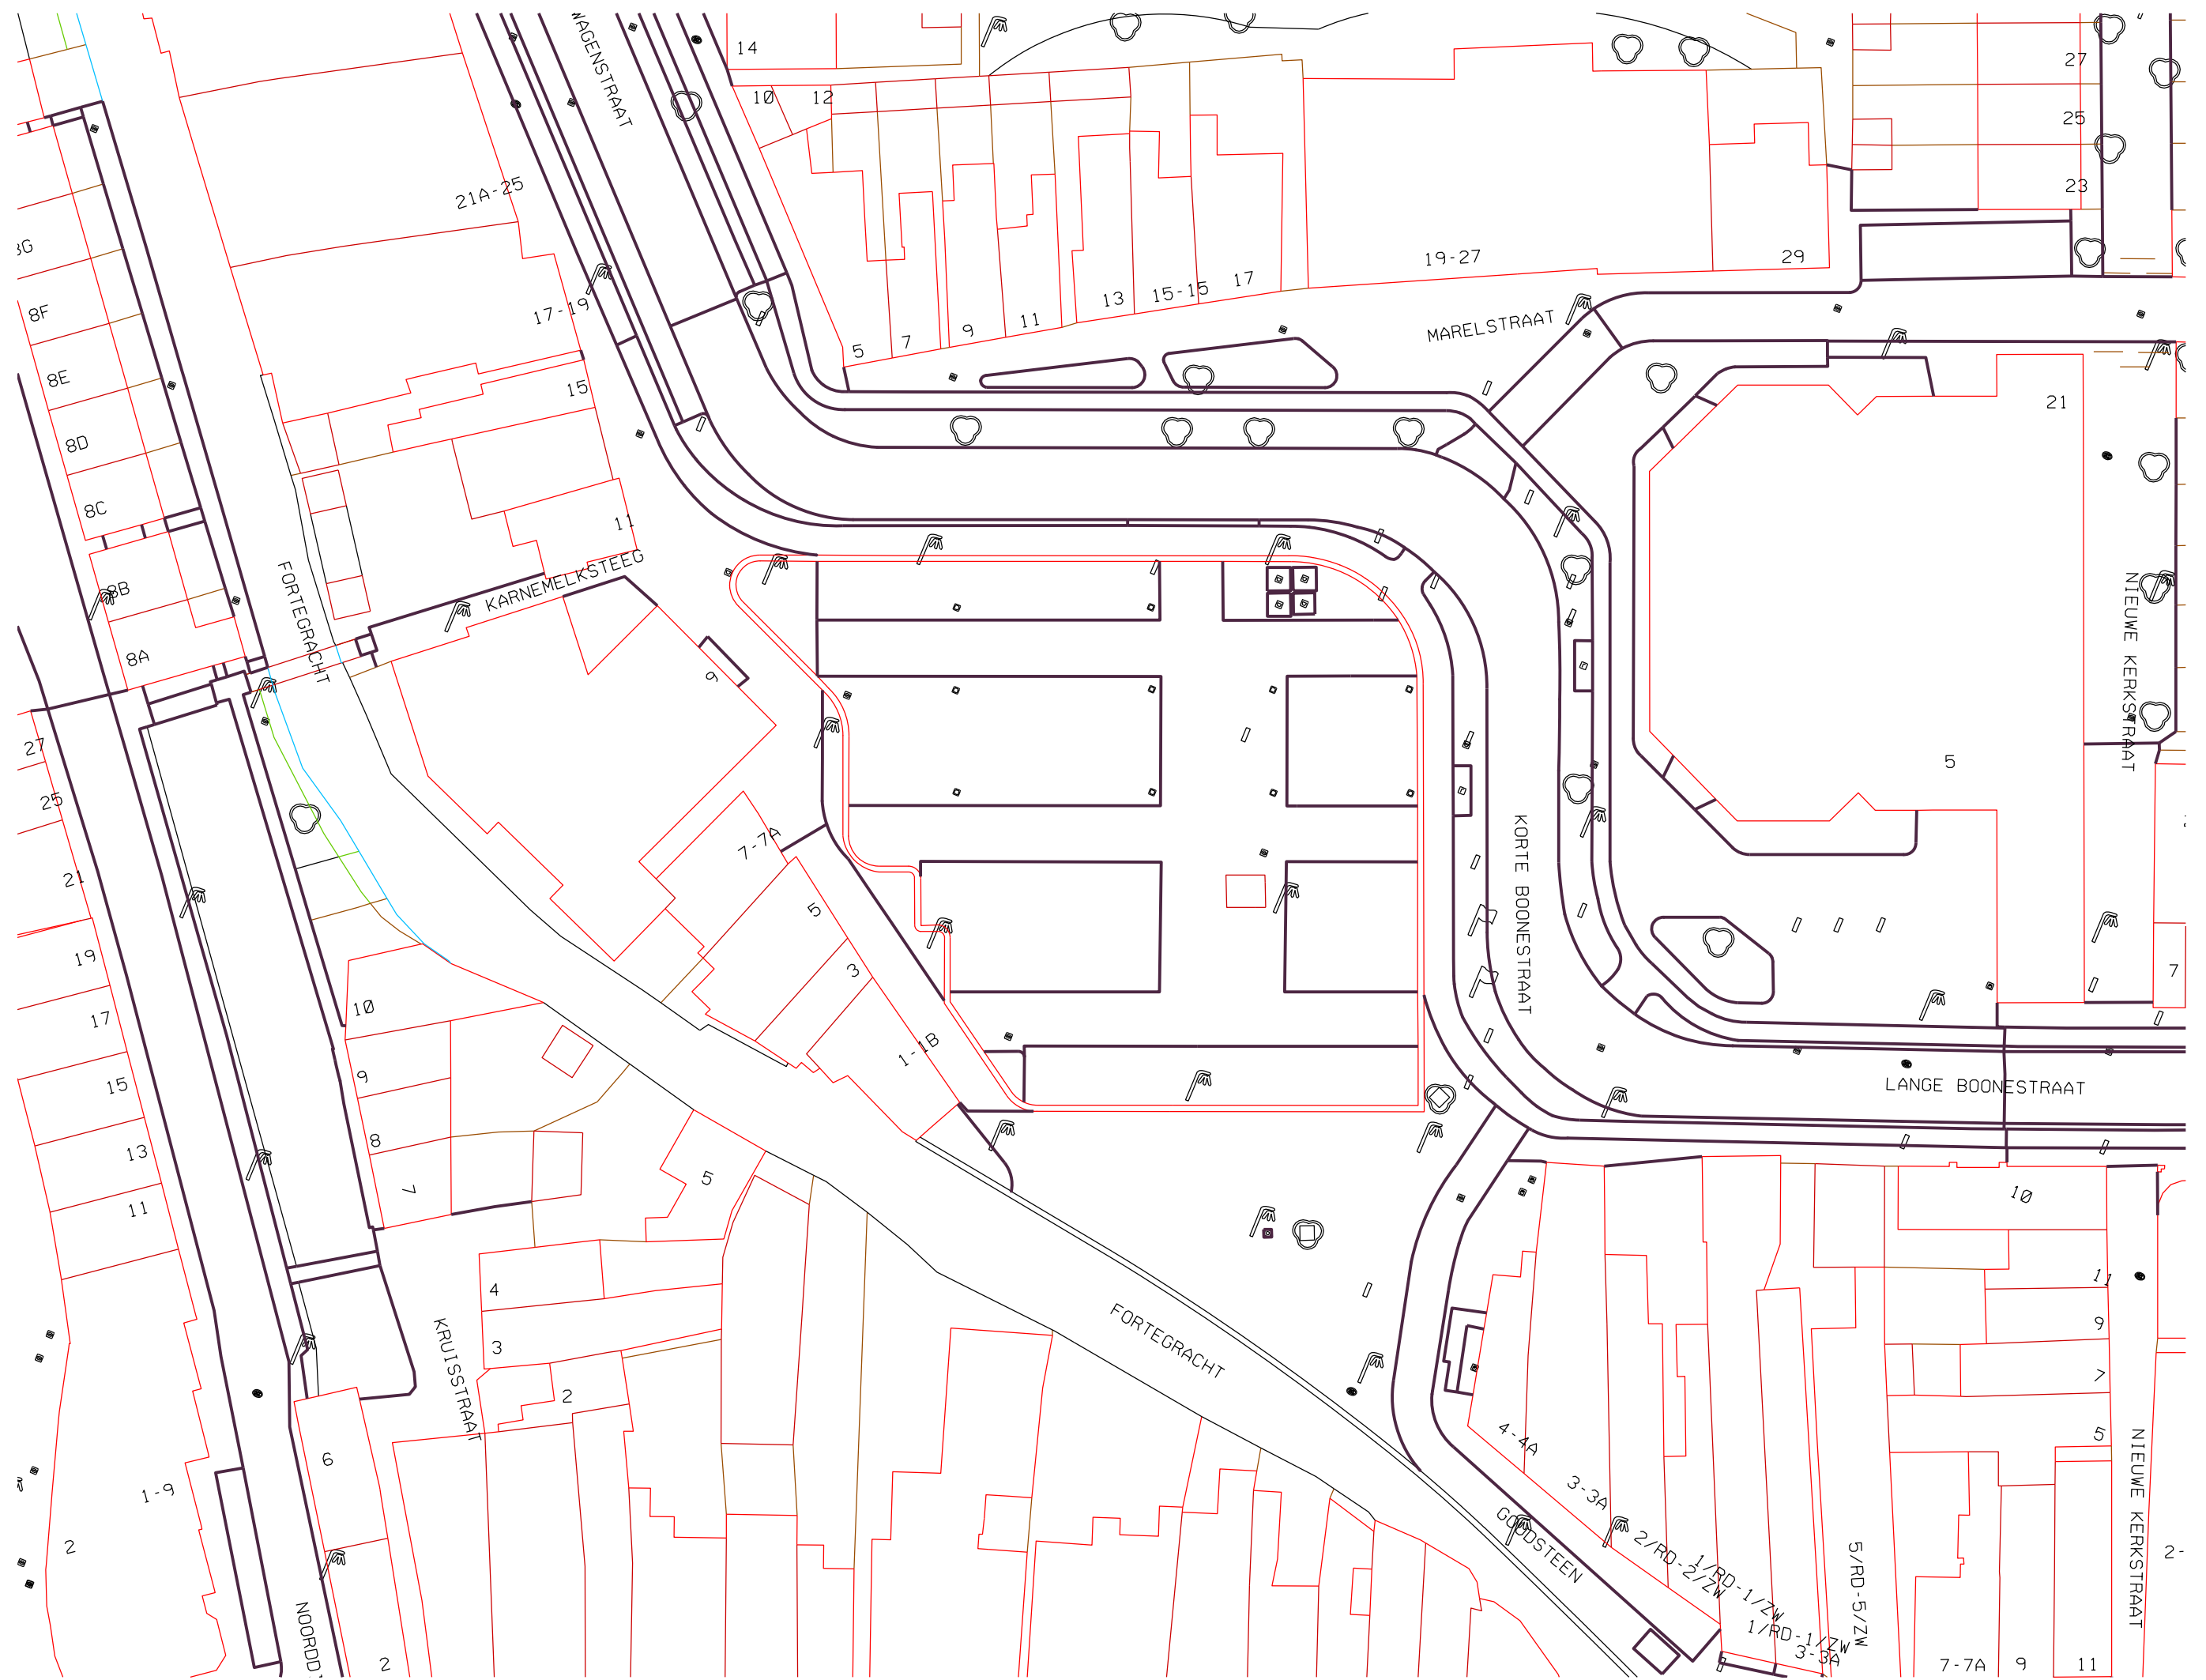 WAGENSTRAAT
14
10
12
27
25
23
21A-25
17-19
15
11
8F
8E
8D
8C
8B
8A
5
7
9
11
13
15-15
17
19-27
29
MARELSTRAAT
21
5
NIEUWE KERKSTRAAT
FORTEGRACHT
KARNEMELKSTEEG
9
7-7A
5
3
1-1B
KORTE BOONESTRAAT
LANGE BOONESTRAAT
7
27
25
21
19
17
15
13
11
1-9
2
10
9
8
7
5
4
3
2
6
2
KRUISSTRAAT
FORTEGRACHT
GOUDSTEEN
4-4A
3-3A
2/RD-2/ZW
1/RD-1/ZW
1/RD-1/ZW
3-3A
5/RD-5/ZW
10
11
9
7
5
NIEUWE KERKSTRAAT
7-7A
9
11